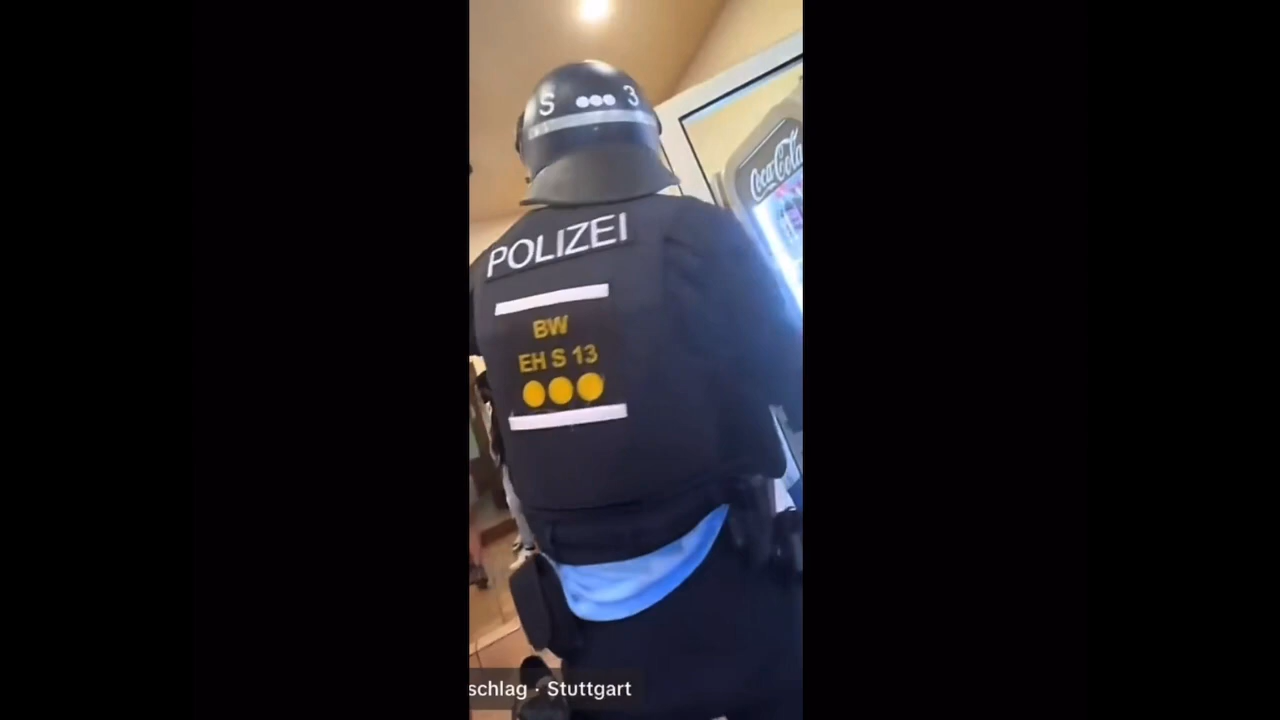 S ●●● 3
Coca-Cola
POLIZEI
BW
EH S 13
●●●
schlag · Stuttgart